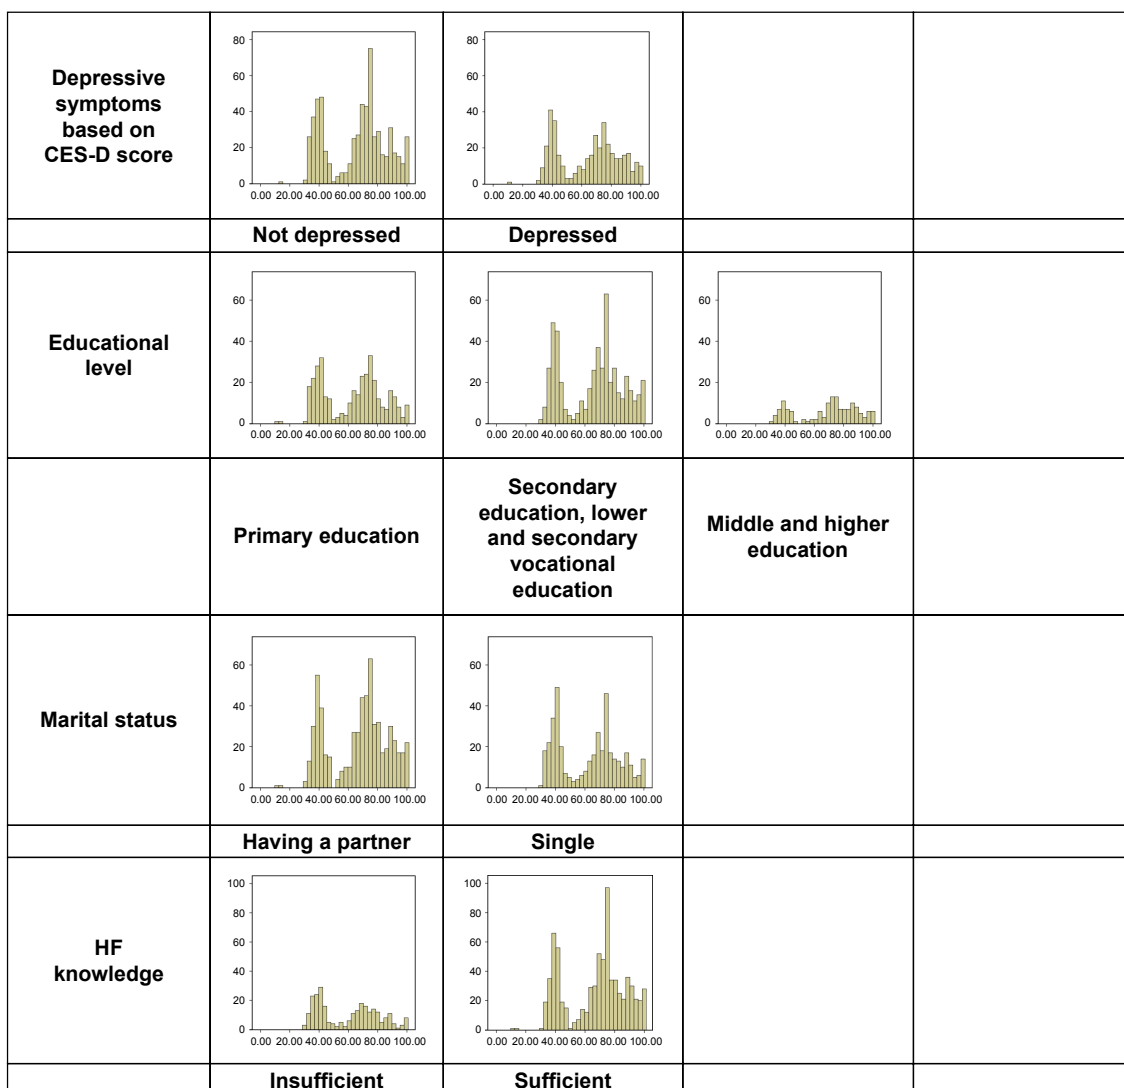 80
60
40
20
0
0.00 20.00 40.00 60.00 80.00 100.00
80
60
40
20
0
0.00 20.00 40.00 60.00 80.00 100.00
Depressive
symptoms
based on
CES-D score
Not depressed
Depressed
60
40
20
0
0.00 20.00 40.00 60.00 80.00 100.00
60
40
20
0
0.00 20.00 40.00 60.00 80.00 100.00
60
40
20
0
0.00 20.00 40.00 60.00 80.00 100.00
Educational
level
Primary education
Secondary
education, lower
and secondary
vocational
education
Middle and higher
education
60
40
20
0
0.00 20.00 40.00 60.00 80.00 100.00
60
40
20
0
0.00 20.00 40.00 60.00 80.00 100.00
Marital status
Having a partner
Single
100
80
60
40
20
0
0.00 20.00 40.00 60.00 80.00 100.00
100
80
60
40
20
0
0.00 20.00 40.00 60.00 80.00 100.00
HF
knowledge
Insufficient
Sufficient